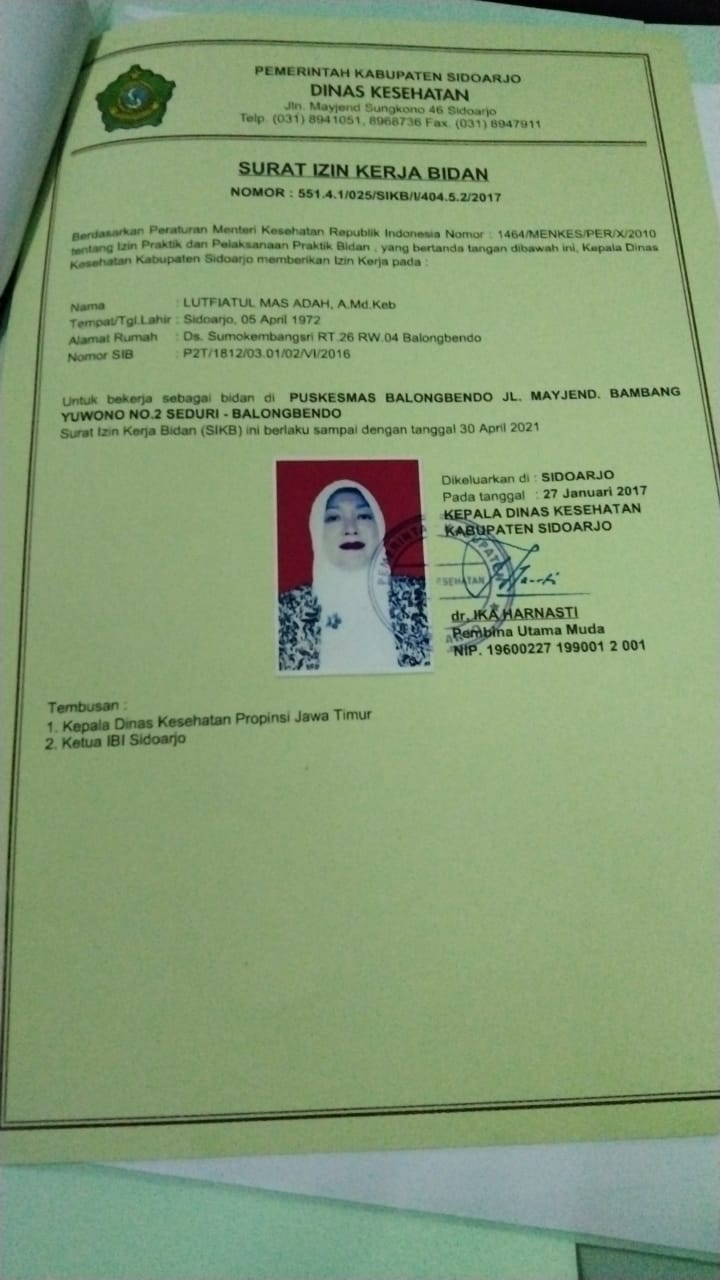 PEMERINTAH KABUPATEN SIDOARJO
DINAS KESEHATAN
Jln. Mayjend Sungkono 46 Sidoarjo
Telp. (031) 8941051, 8968736 Fax. (031) 8947911
SURAT IZIN KERJA BIDAN
NOMOR : 551.4.1/025/SIKB/I/404.5.2/2017
Berdasarkan Peraturan Menteri Kesehatan Republik Indonesia Nomor : 1464/MENKES/PER/X/2010
tentang Izin Praktik dan Pelaksanaan Praktik Bidan , yang bertanda tangan dibawah ini, Kepala Dinas
Kesehatan Kabupaten Sidoarjo memberikan Izin Kerja pada :
Nama : LUTFIATUL MAS ADAH, A.Md.Keb
Tempat/Tgl.Lahir : Sidoarjo, 05 April 1972
Alamat Rumah : Ds. Sumokembangsri RT.26 RW.04 Balongbendo
Nomor SIB : P2T/1812/03.01/02/VI/2016
Untuk bekerja sebagai bidan di PUSKESMAS BALONGBENDO JL. MAYJEND. BAMBANG
YUWONO NO.2 SEDURI - BALONGBENDO
Surat Izin Kerja Bidan (SIKB) ini berlaku sampai dengan tanggal 30 April 2021
Dikeluarkan di : SIDOARJO
Pada tanggal : 27 Januari 2017
KEPALA DINAS KESEHATAN
KABUPATEN SIDOARJO
PEMERINTA KABUPATEN
KESEHATAN
dr. IKA HARNASTI
Pembina Utama Muda
NIP. 19600227 199001 2 001
Tembusan :
1. Kepala Dinas Kesehatan Propinsi Jawa Timur
2. Ketua IBI Sidoarjo